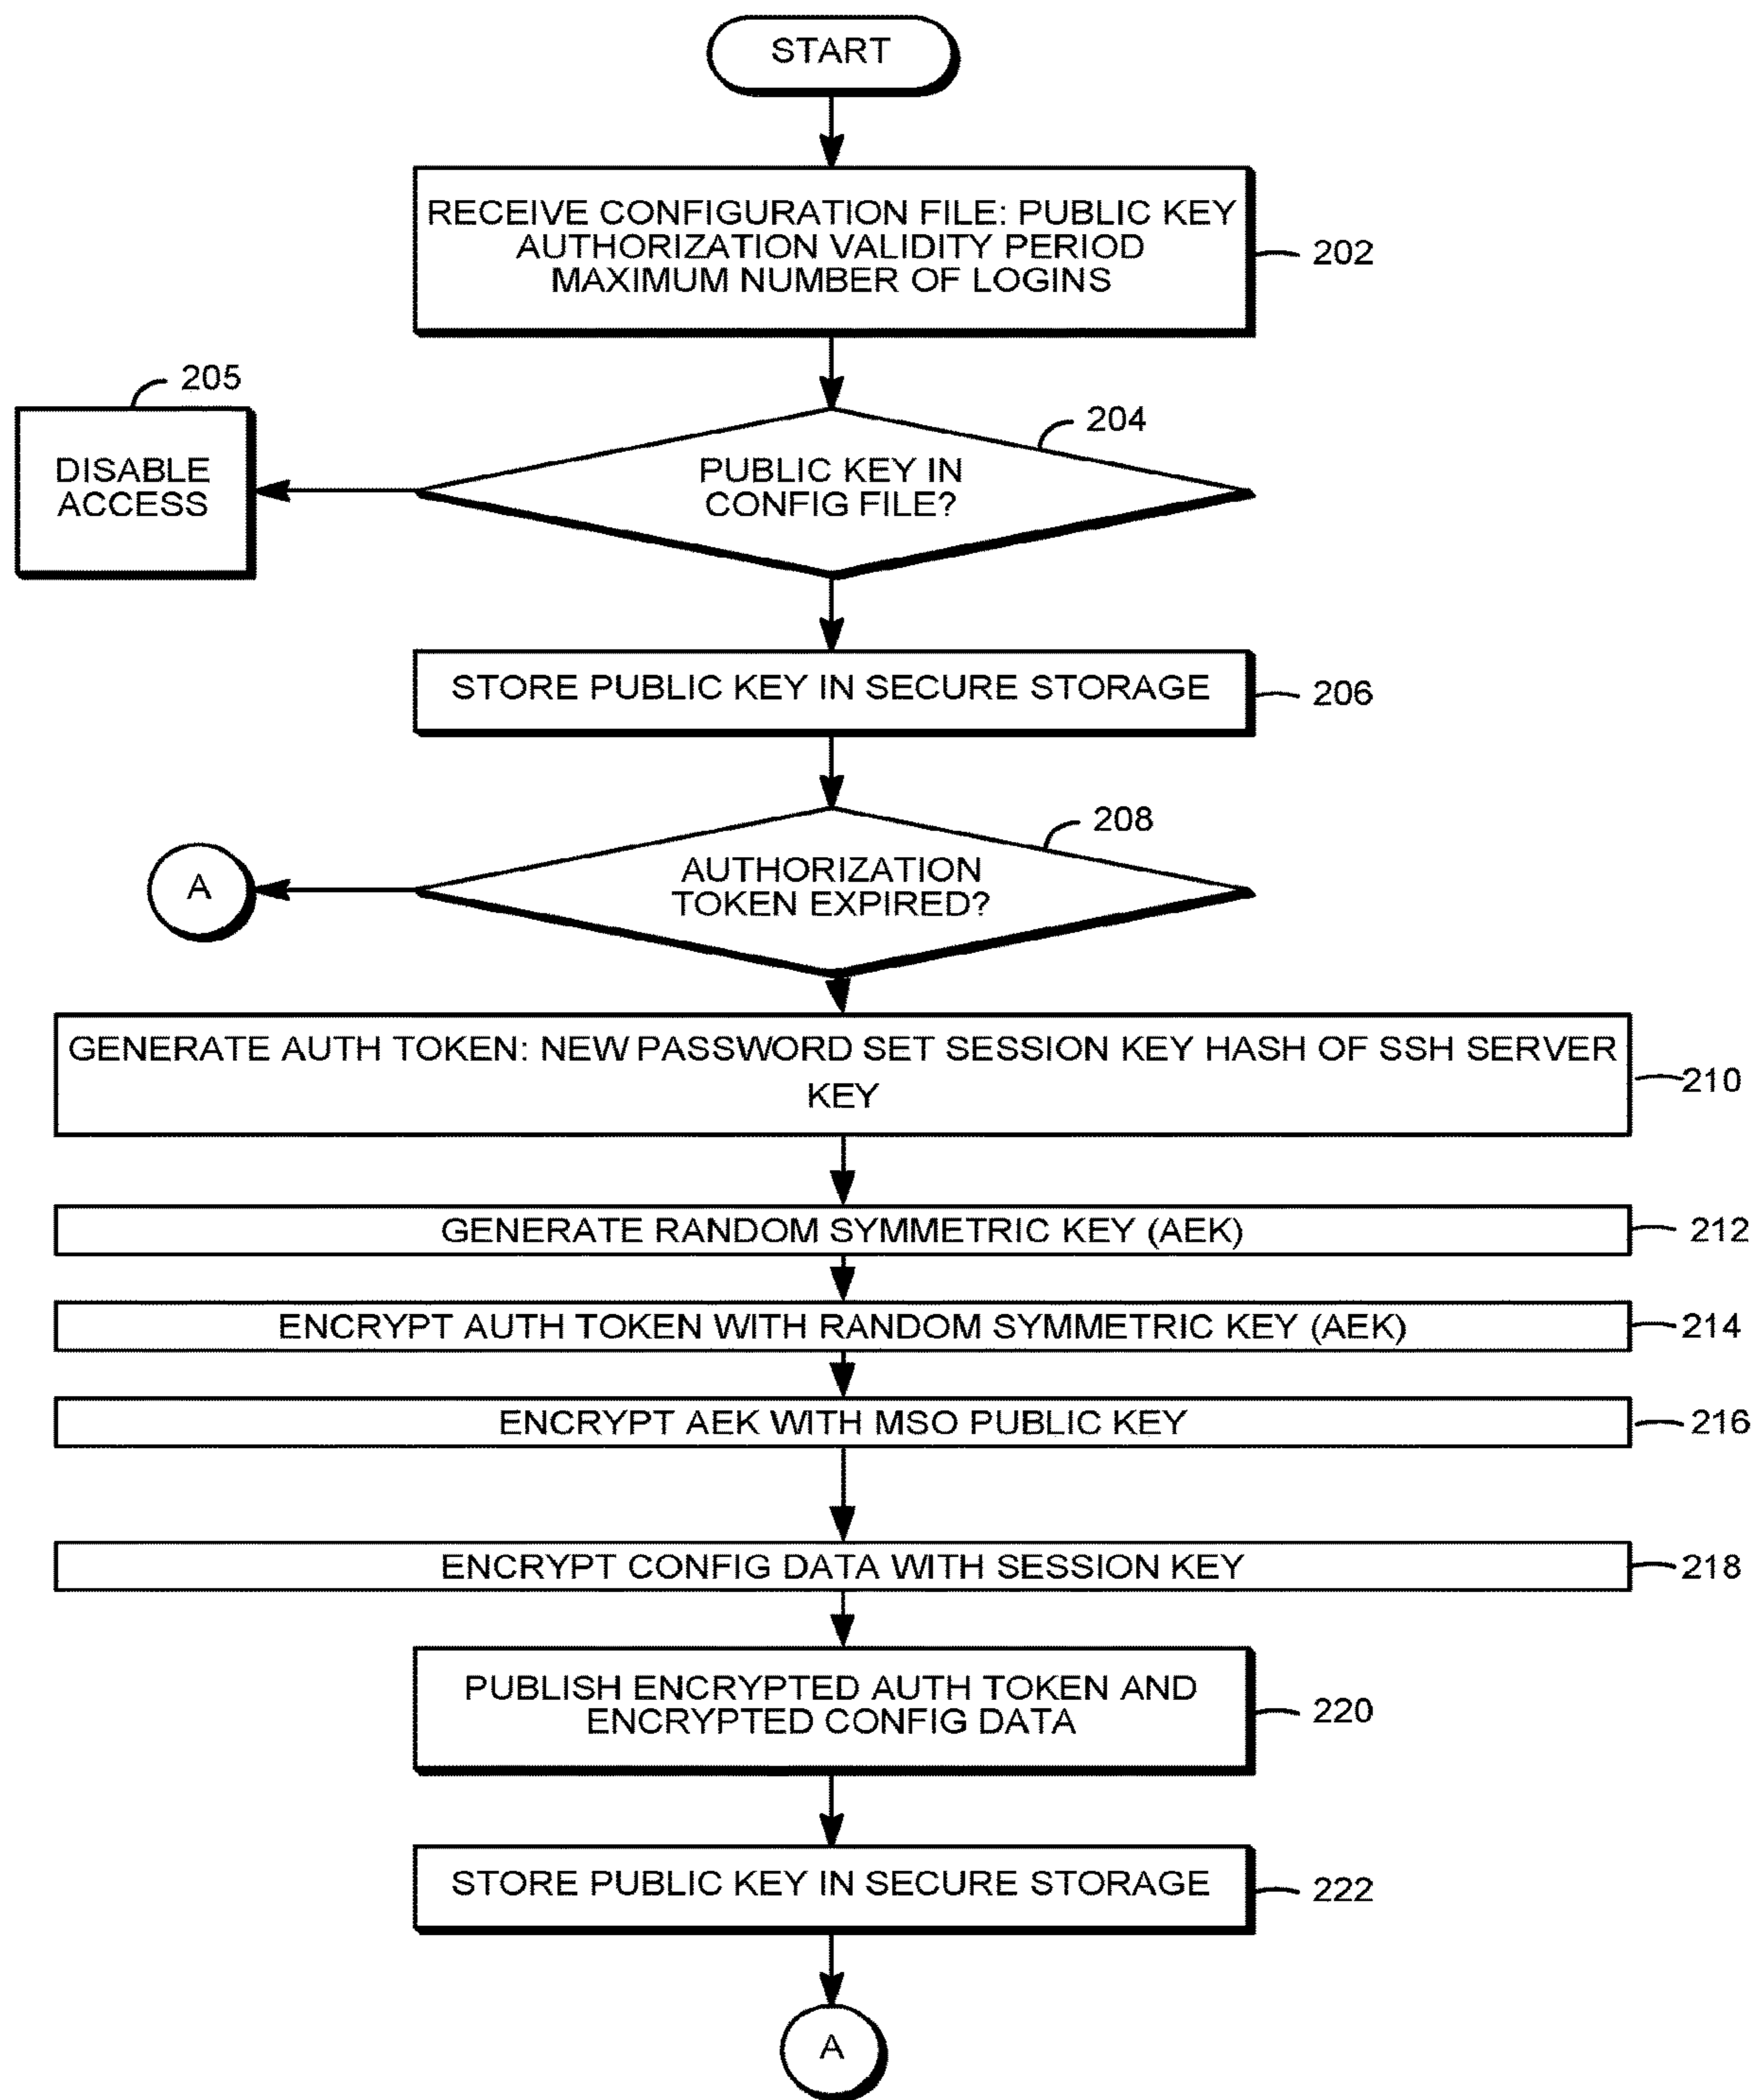 START
RECEIVE CONFIGURATION FILE: PUBLIC KEY
AUTHORIZATION VALIDITY PERIOD
MAXIMUM NUMBER OF LOGINS
202
205
204
DISABLE
ACCESS
PUBLIC KEY IN
CONFIG FILE?
STORE PUBLIC KEY IN SECURE STORAGE
206
208
A
AUTHORIZATION
TOKEN EXPIRED?
GENERATE AUTH TOKEN: NEW PASSWORD SET SESSION KEY HASH OF SSH SERVER
KEY
210
GENERATE RANDOM SYMMETRIC KEY (AEK)
212
ENCRYPT AUTH TOKEN WITH RANDOM SYMMETRIC KEY (AEK)
214
ENCRYPT AEK WITH MSO PUBLIC KEY
216
ENCRYPT CONFIG DATA WITH SESSION KEY
218
PUBLISH ENCRYPTED AUTH TOKEN AND
ENCRYPTED CONFIG DATA
220
STORE PUBLIC KEY IN SECURE STORAGE
222
A